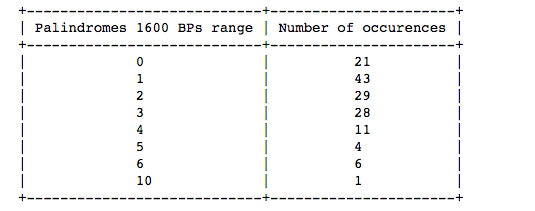 Palindromes 1600 BPs range | Number of occurences
0 | 21
1 | 43
2 | 29
3 | 28
4 | 11
5 | 4
6 | 6
10 | 1